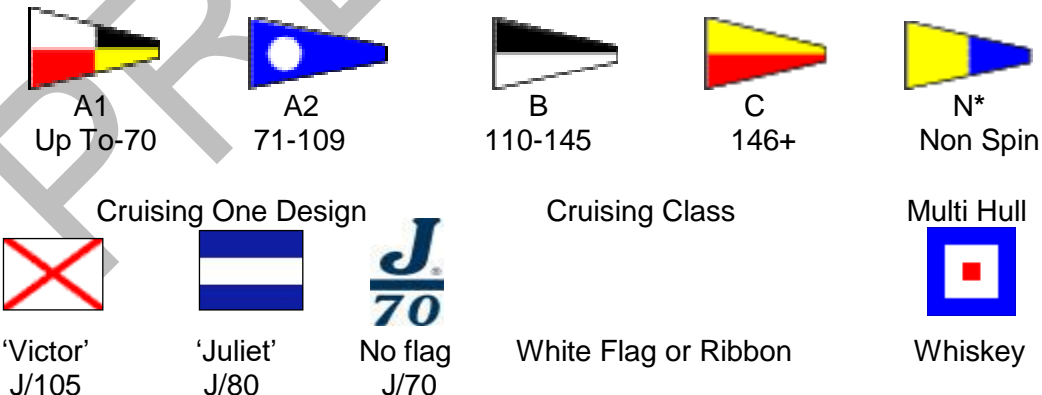 A1 A2 B C N*
Up To-70 71-109 110-145 146+ Non Spin
Cruising One Design Cruising Class Multi Hull
J
70
'Victor' 'Juliet' No flag White Flag or Ribbon Whiskey
J/105 J/80 J/70